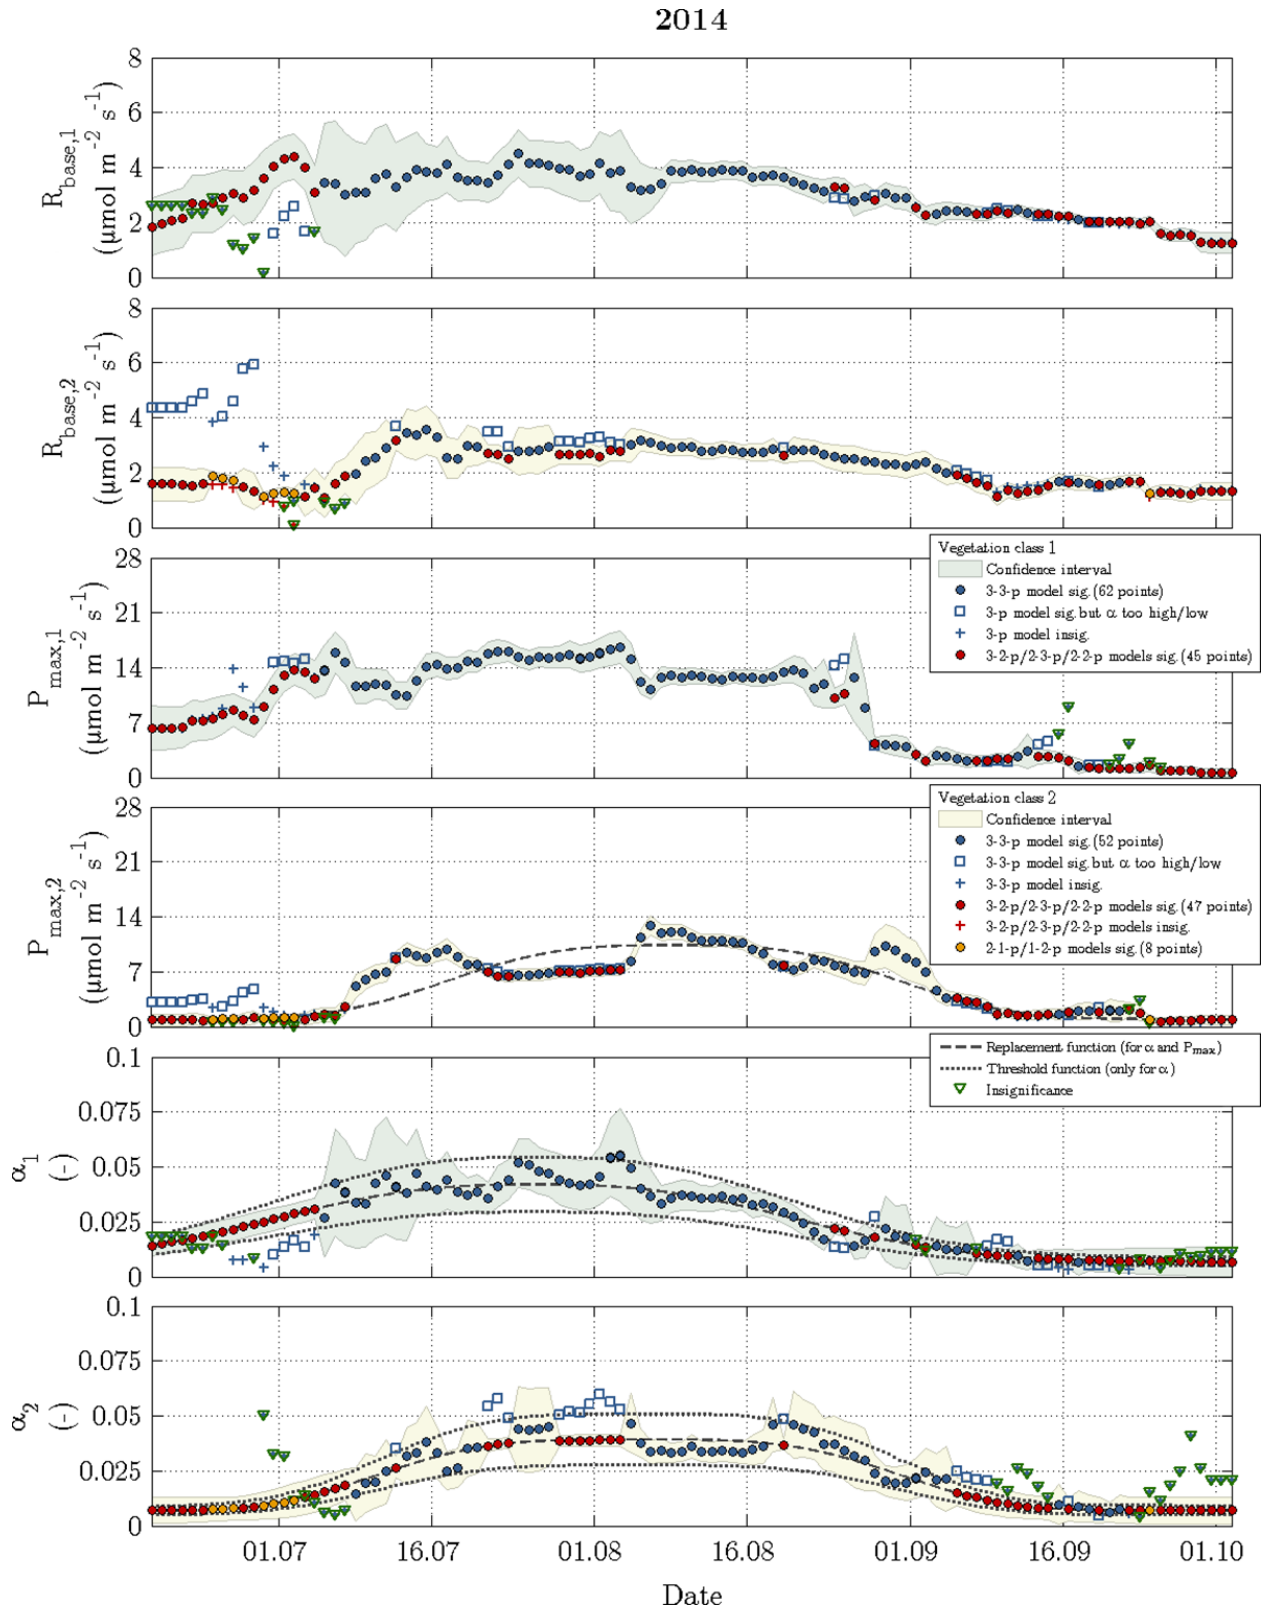 2014
8
6
4
2
0
R_base,1
(μmol m^-2 s^-1)
8
6
4
2
0
R_base,2
(μmol m^-2 s^-1)
28
21
14
7
0
P_max,1
(μmol m^-2 s^-1)
Vegetation class 1
Confidence interval
3-3-p model sig. (62 points)
3-p model sig. but α too high/low
3-p model insig.
3-2-p/2-3-p/2-2-p models sig. (45 points)
28
21
14
7
0
P_max,2
(μmol m^-2 s^-1)
Vegetation class 2
Confidence interval
3-3-p model sig. (52 points)
3-3-p model sig. but α too high/low
3-3-p model insig.
3-2-p/2-3-p/2-2-p models sig. (47 points)
3-2-p/2-3-p/2-2-p models insig.
2-1-p/1-2-p models sig. (8 points)
0.1
0.075
0.05
0.025
0
α_1
(-)
Replacement function (for α and P_max)
Threshold function (only for α)
Insignificance
0.1
0.075
0.05
0.025
0
α_2
(-)
01.07 16.07 01.08 16.08 01.09 16.09 01.10
Date